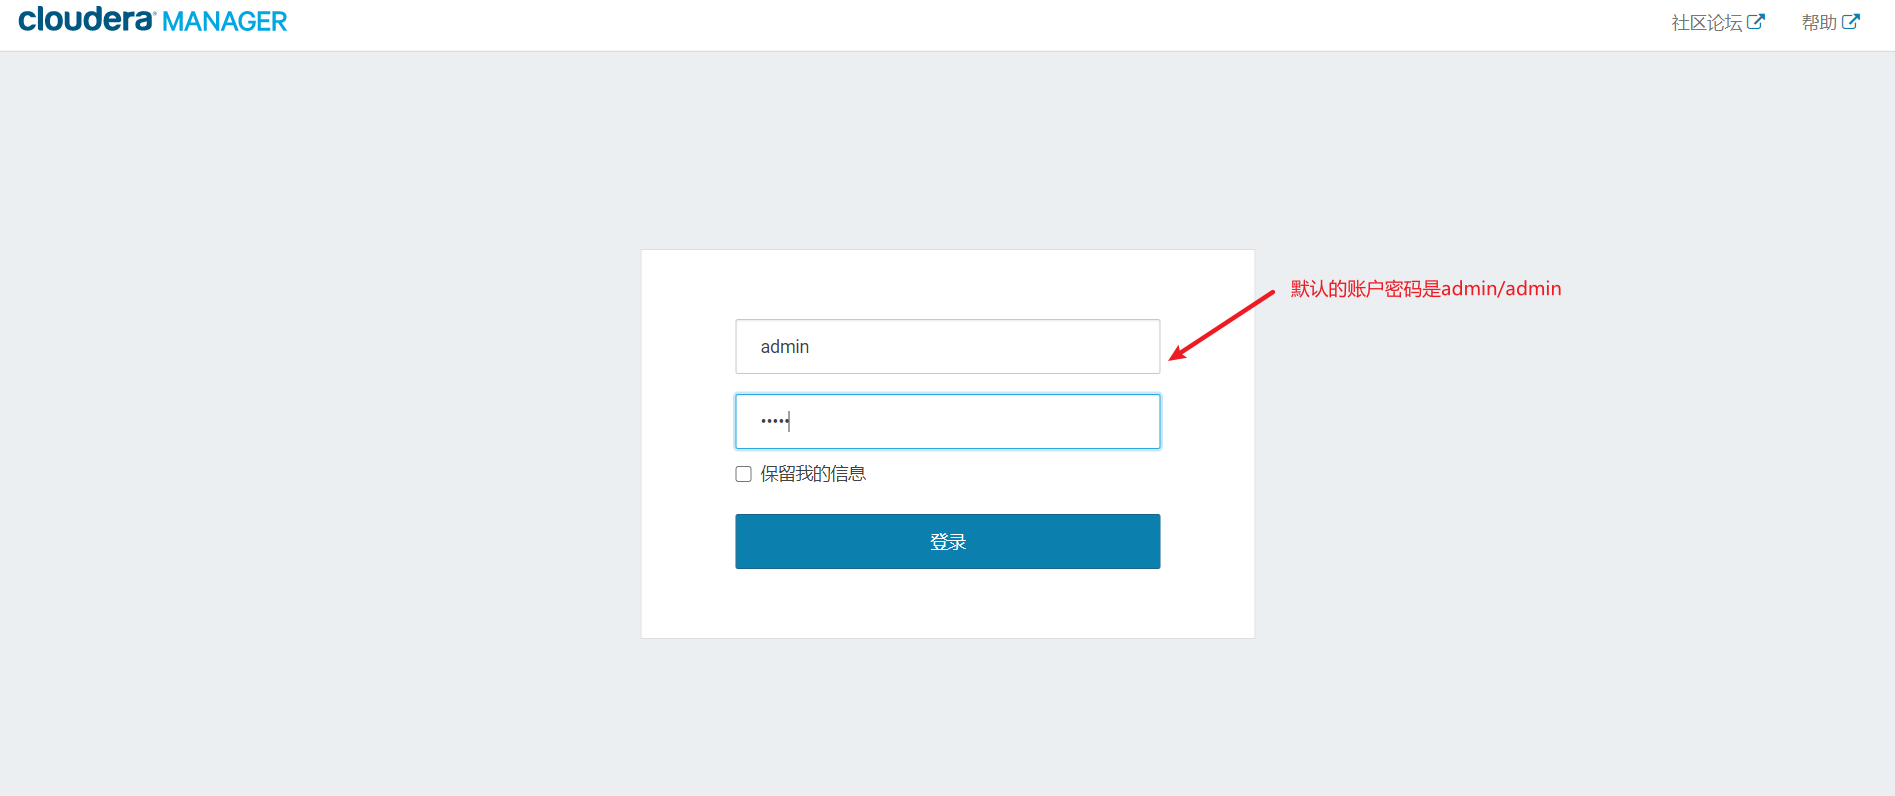 cloudera MANAGER
社区论坛 帮助
默认的账户密码是admin/admin
admin
•••••
保留我的信息
登录